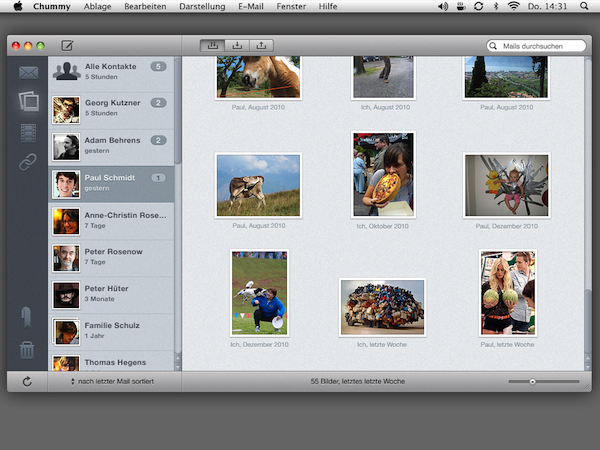 Chummy Ablage Bearbeiten Darstellung E-Mail Fenster Hilfe Do. 14:31
Mails durchsuchen
Alle Kontakte 5
5 Stunden
Georg Kutzner 2
5 Stunden
Adam Behrens 2
gestern
Paul Schmidt 1
gestern
Anne-Christin Rose...
7 Tage
Peter Rosenow
7 Tage
Peter Hüter
3 Monate
Familie Schulz
1 Jahr
Thomas Hegens
Paul, August 2010
Ich, August 2010
Paul, August 2010
Paul, August 2010
Ich, Oktober 2010
Paul, Dezember 2010
Ich, Dezember 2010
Ich, letzte Woche
Paul, letzte Woche
nach letzter Mail sortiert
55 Bilder, letztes letzte Woche